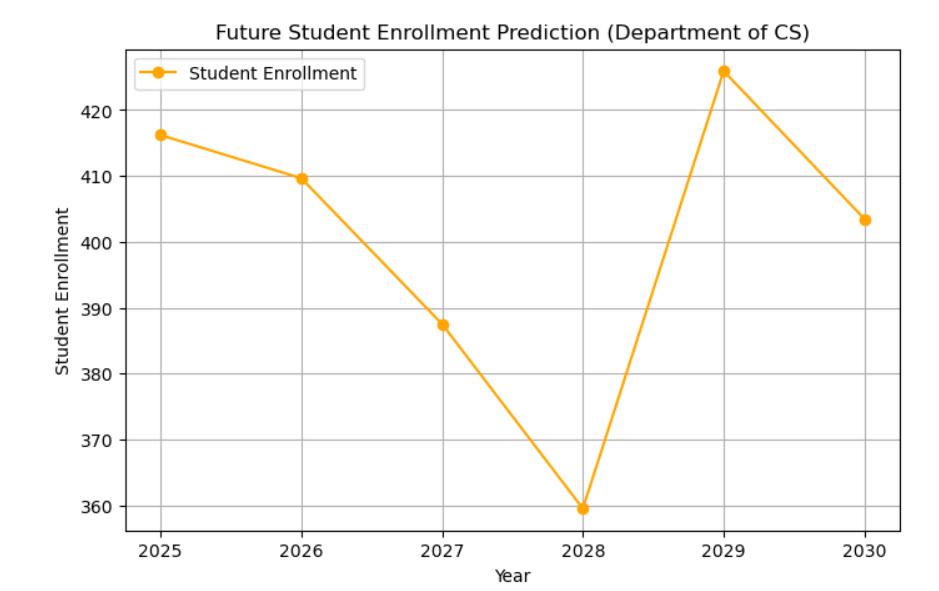 Future Student Enrollment Prediction (Department of CS)
Student Enrollment
420
410
400
390
380
370
360
Student Enrollment
2025 2026 2027 2028 2029 2030
Year